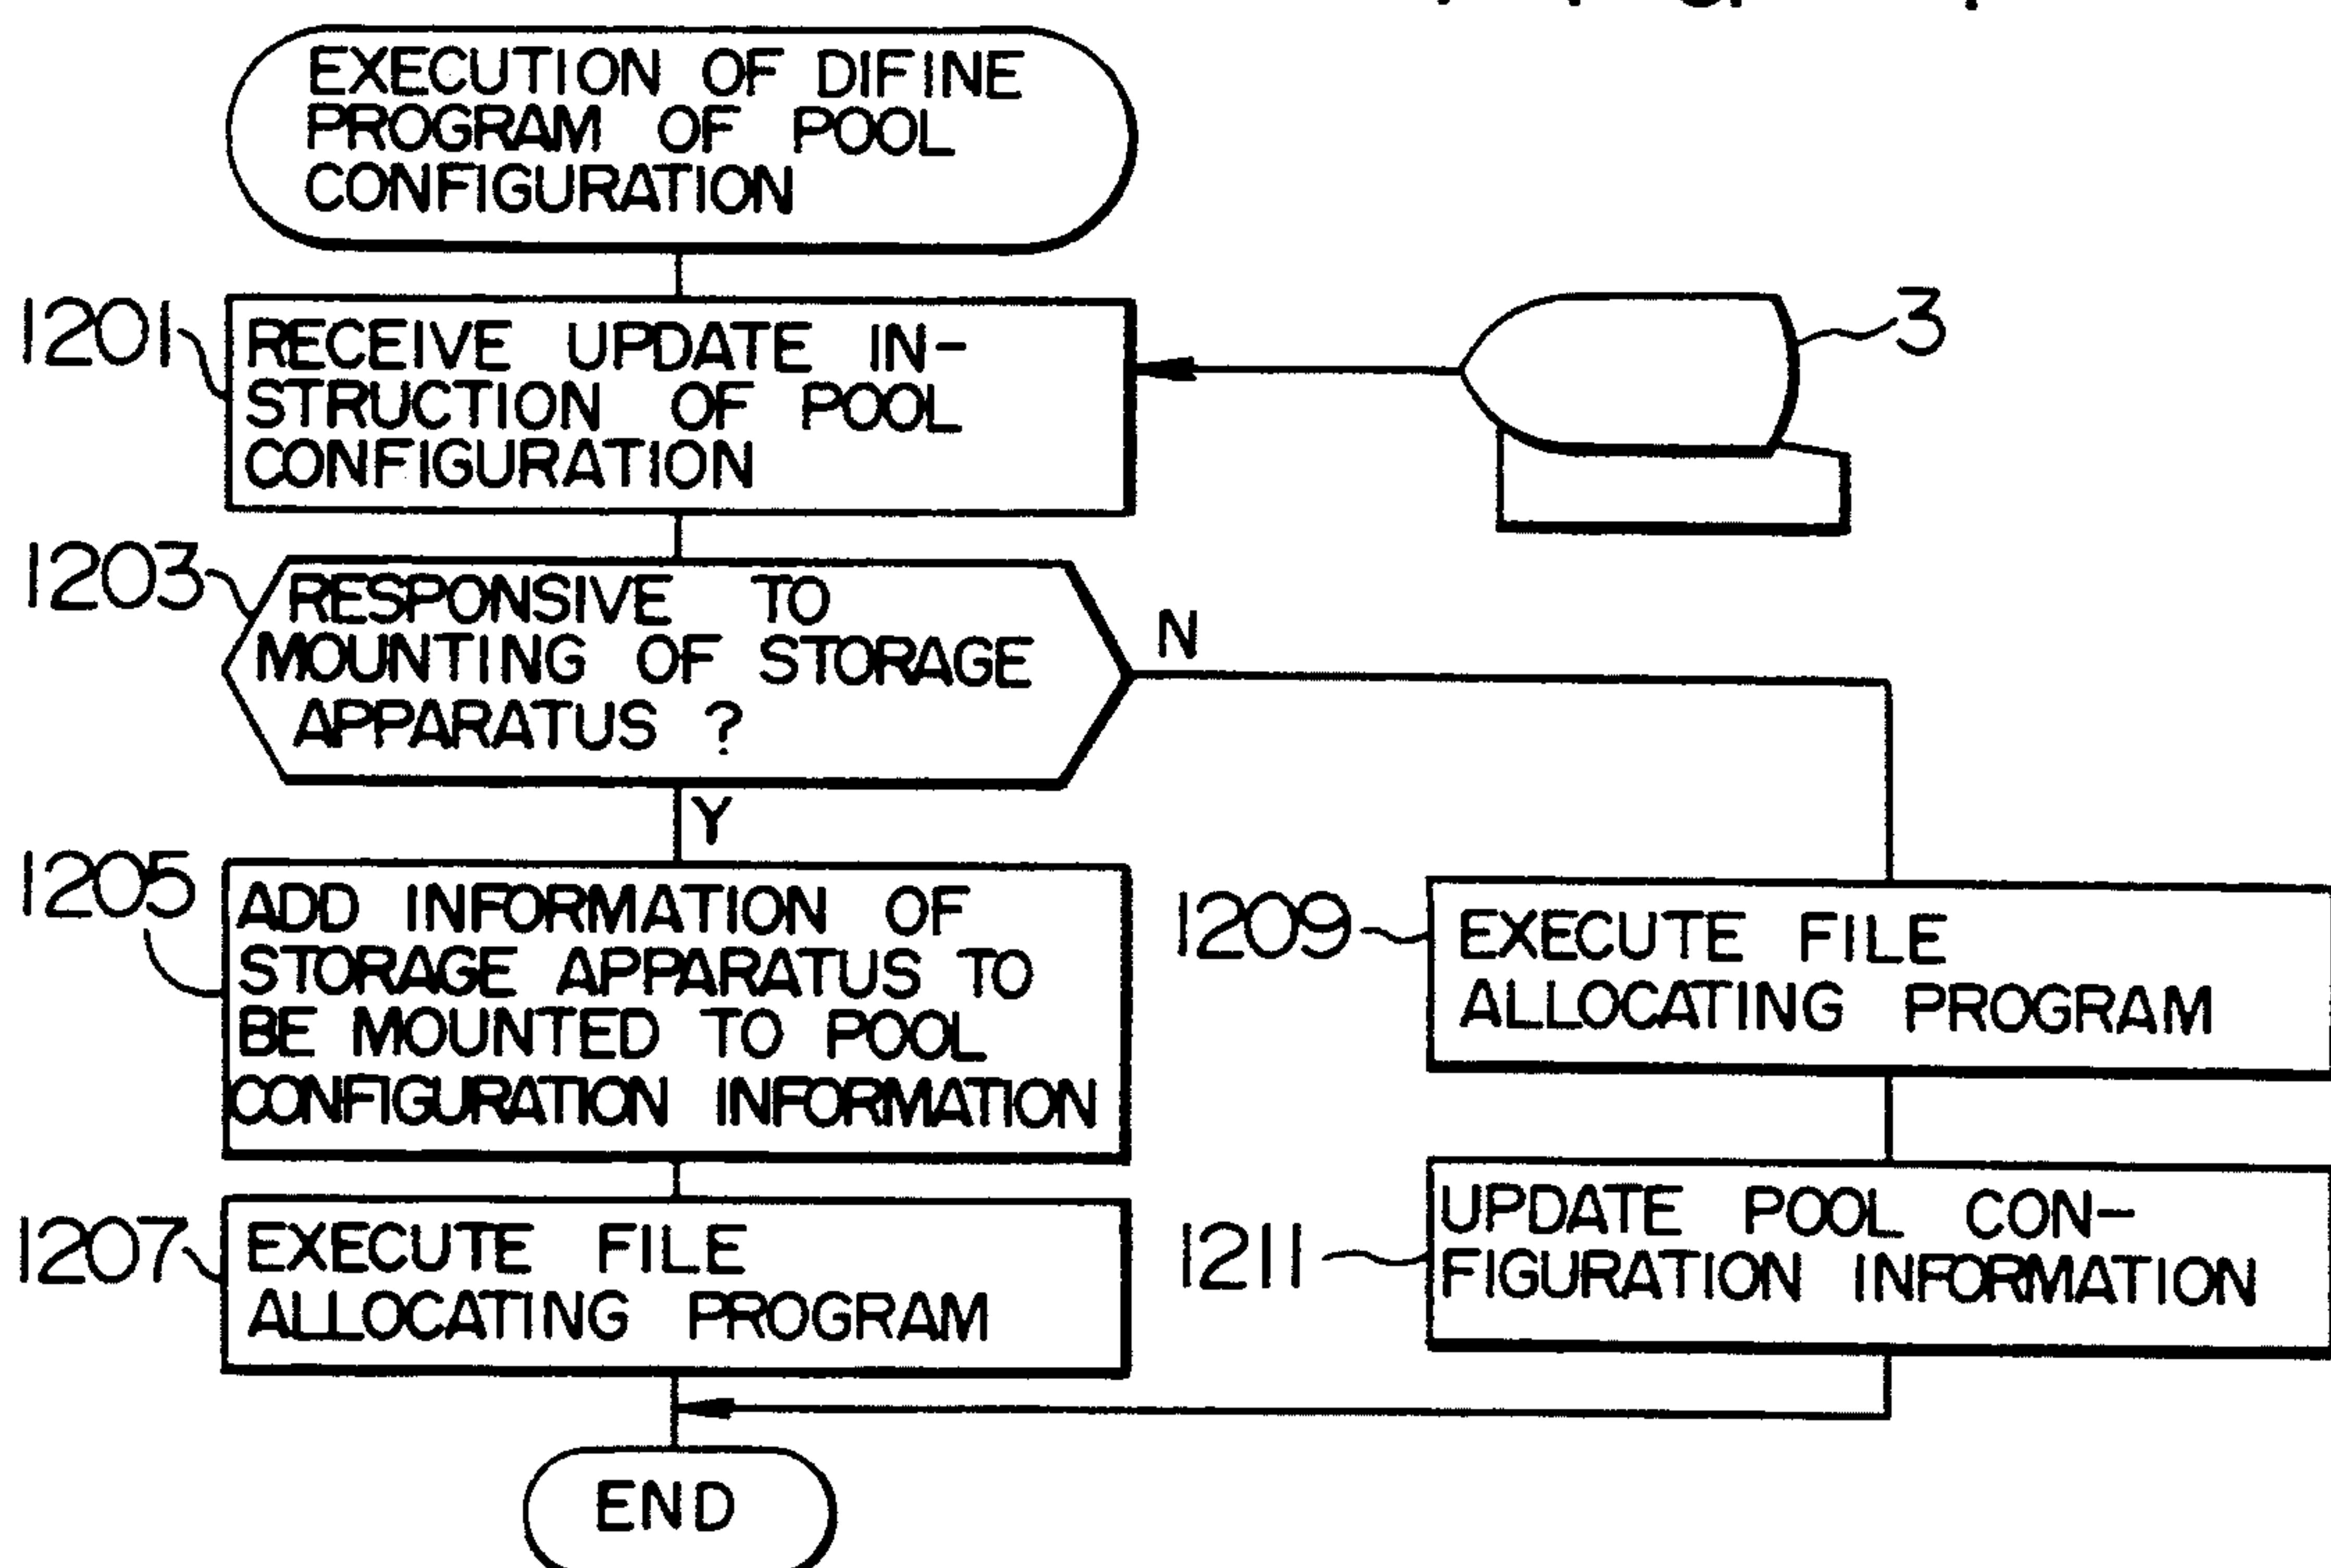 EXECUTION OF DIFINE
PROGRAM OF POOL
CONFIGURATION
1201
RECEIVE UPDATE IN-
STRUCTION OF POOL
CONFIGURATION
3
1203
RESPONSIVE TO
MOUNTING OF STORAGE
APPARATUS ?
N
Y
1205
ADD INFORMATION OF
STORAGE APPARATUS TO
BE MOUNTED TO POOL
CONFIGURATION INFORMATION
1209
EXECUTE FILE
ALLOCATING PROGRAM
1207
EXECUTE FILE
ALLOCATING PROGRAM
1211
UPDATE POOL CON-
FIGURATION INFORMATION
END